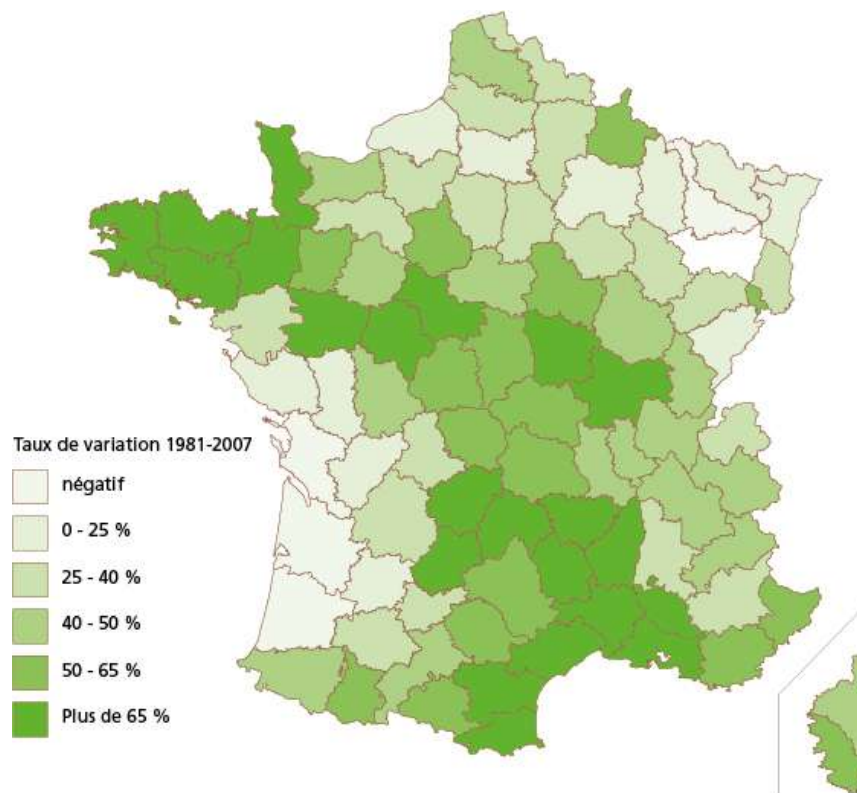 Taux de variation 1981-2007
négatif
0 - 25 %
25 - 40 %
40 - 50 %
50 - 65 %
Plus de 65 %